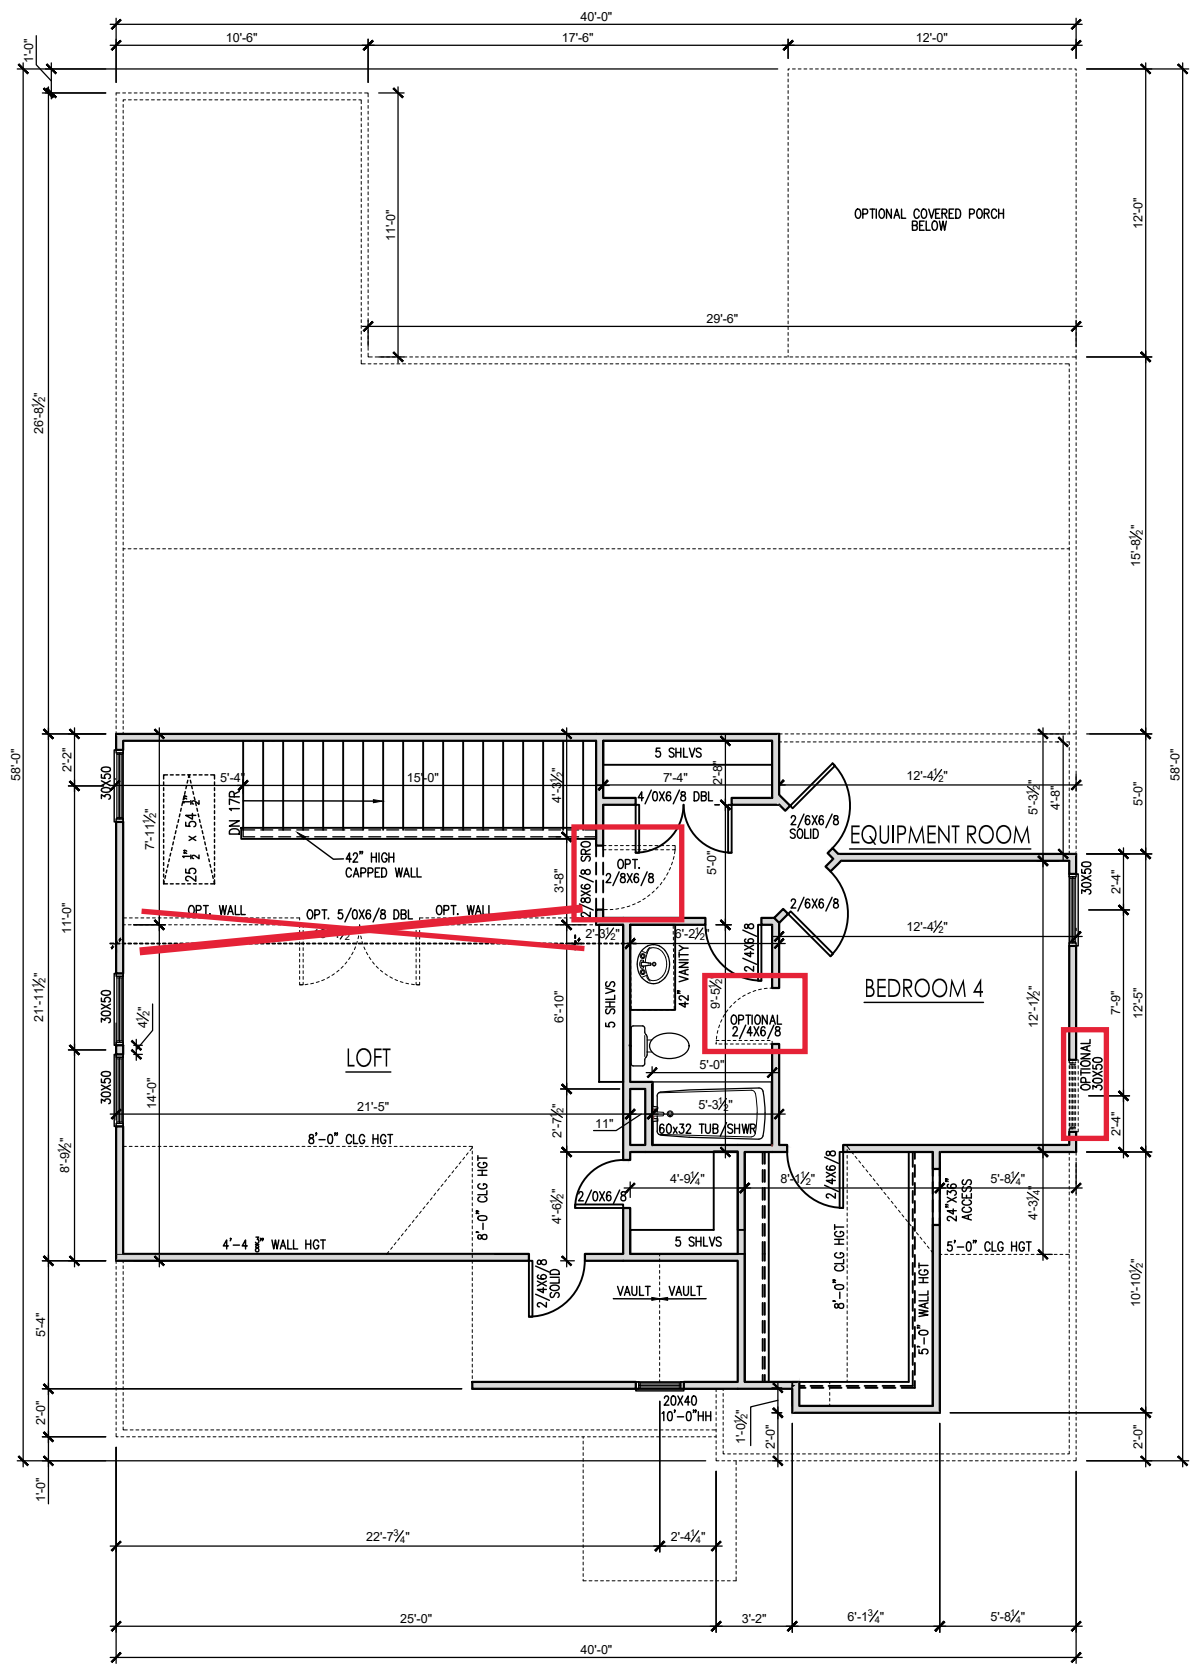 40'-0"
10'-6"
17'-6"
12'-0"
1'-0"
OPTIONAL COVERED PORCH
BELOW
11'-0"
12'-0"
29'-6"
26'-8½"
15'-8½"
58'-0"
58'-0"
2'-2"
30X50
5'-4"
15'-0"
4'-3½"
5 SHLVS
7'-4"
2'-8"
12'-4½"
5'-3½"
4'-8"
5'-0"
4/0X6/8 DBL
DN 17R
25 ½" x 54 ½"
7'-11½"
42" HIGH
CAPPED WALL
2/6X6/8
SOLID
EQUIPMENT ROOM
3'-8"
2/8X6/8 SRO
OPT.
2/8X6/8
5'-0"
30X50
2'-4"
11'-0"
OPT. WALL
OPT. 5/0X6/8 DBL
OPT. WALL
2/6X6/8
2'-3½"
6'-2½"
12'-4½"
2/4X6/8
42" VANITY
9'-5½"
BEDROOM 4
21'-11½"
30X50
4½"
6'-10"
5 SHLVS
OPTIONAL
2/4X6/8
12'-1½"
7'-9"
12'-5"
LOFT
30X50
14'-0"
5'-0"
OPTIONAL
30X50
21'-5"
2'-7½"
11"
5'-3½"
60x32 TUB/SHWR
2'-4"
8'-9½"
8'-0" CLG HGT
8'-0" CLG HGT
4'-6½"
2/0X6/8
4'-9¼"
8'-1½"
2/4X6/8
24"X36"
ACCESS
5'-8¼"
4'-3¼"
4'-4 ⅜" WALL HGT
5 SHLVS
5'-0" CLG HGT
8'-0" CLG HGT
5'-0" WALL HGT
2/4X6/8
SOLID
VAULT
VAULT
10'-10½"
5'-4"
20X40
10'-0"HH
2'-0"
1'-0½"
2'-0"
2'-0"
1'-0"
22'-7¾"
2'-4¼"
25'-0"
3'-2"
6'-1¾"
5'-8¼"
40'-0"